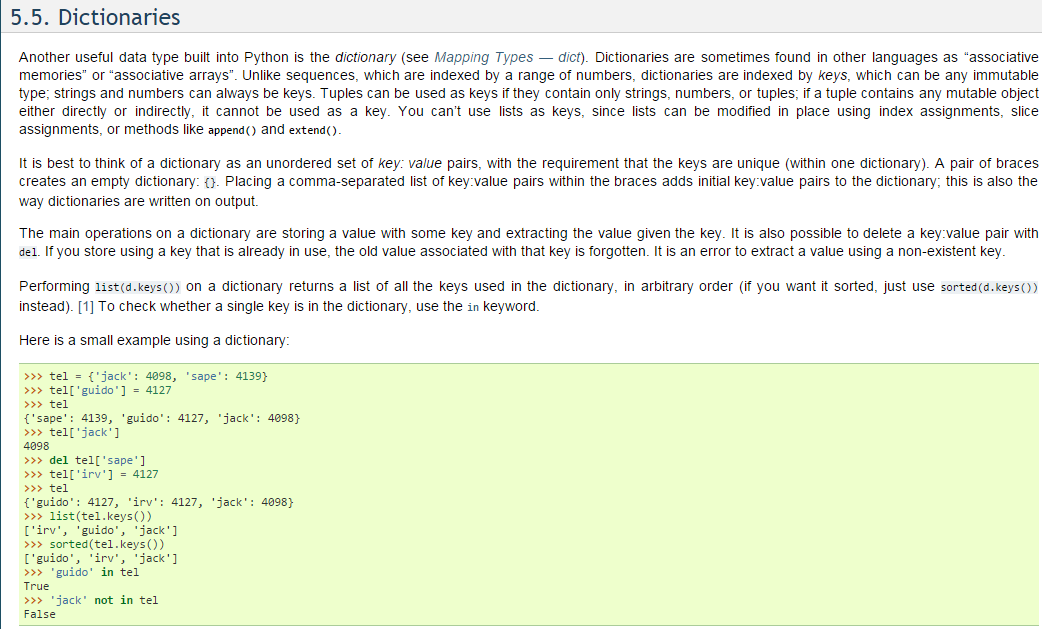 5.5. Dictionaries
Another useful data type built into Python is the dictionary (see Mapping Types — dict). Dictionaries are sometimes found in other languages as “associative
memories” or “associative arrays”. Unlike sequences, which are indexed by a range of numbers, dictionaries are indexed by keys, which can be any immutable
type; strings and numbers can always be keys. Tuples can be used as keys if they contain only strings, numbers, or tuples; if a tuple contains any mutable object
either directly or indirectly, it cannot be used as a key. You can’t use lists as keys, since lists can be modified in place using index assignments, slice
assignments, or methods like append() and extend().
It is best to think of a dictionary as an unordered set of key: value pairs, with the requirement that the keys are unique (within one dictionary). A pair of braces
creates an empty dictionary: {}. Placing a comma-separated list of key:value pairs within the braces adds initial key:value pairs to the dictionary; this is also the
way dictionaries are written on output.
The main operations on a dictionary are storing a value with some key and extracting the value given the key. It is also possible to delete a key:value pair with
del. If you store using a key that is already in use, the old value associated with that key is forgotten. It is an error to extract a value using a non-existent key.
Performing list(d.keys()) on a dictionary returns a list of all the keys used in the dictionary, in arbitrary order (if you want it sorted, just use sorted(d.keys())
instead). [1] To check whether a single key is in the dictionary, use the in keyword.
Here is a small example using a dictionary:
>>> tel = {'jack': 4098, 'sape': 4139}
>>> tel['guido'] = 4127
>>> tel
{'sape': 4139, 'guido': 4127, 'jack': 4098}
>>> tel['jack']
4098
>>> del tel['sape']
>>> tel['irv'] = 4127
>>> tel
{'guido': 4127, 'irv': 4127, 'jack': 4098}
>>> list(tel.keys())
['irv', 'guido', 'jack']
>>> sorted(tel.keys())
['guido', 'irv', 'jack']
>>> 'guido' in tel
True
>>> 'jack' not in tel
False